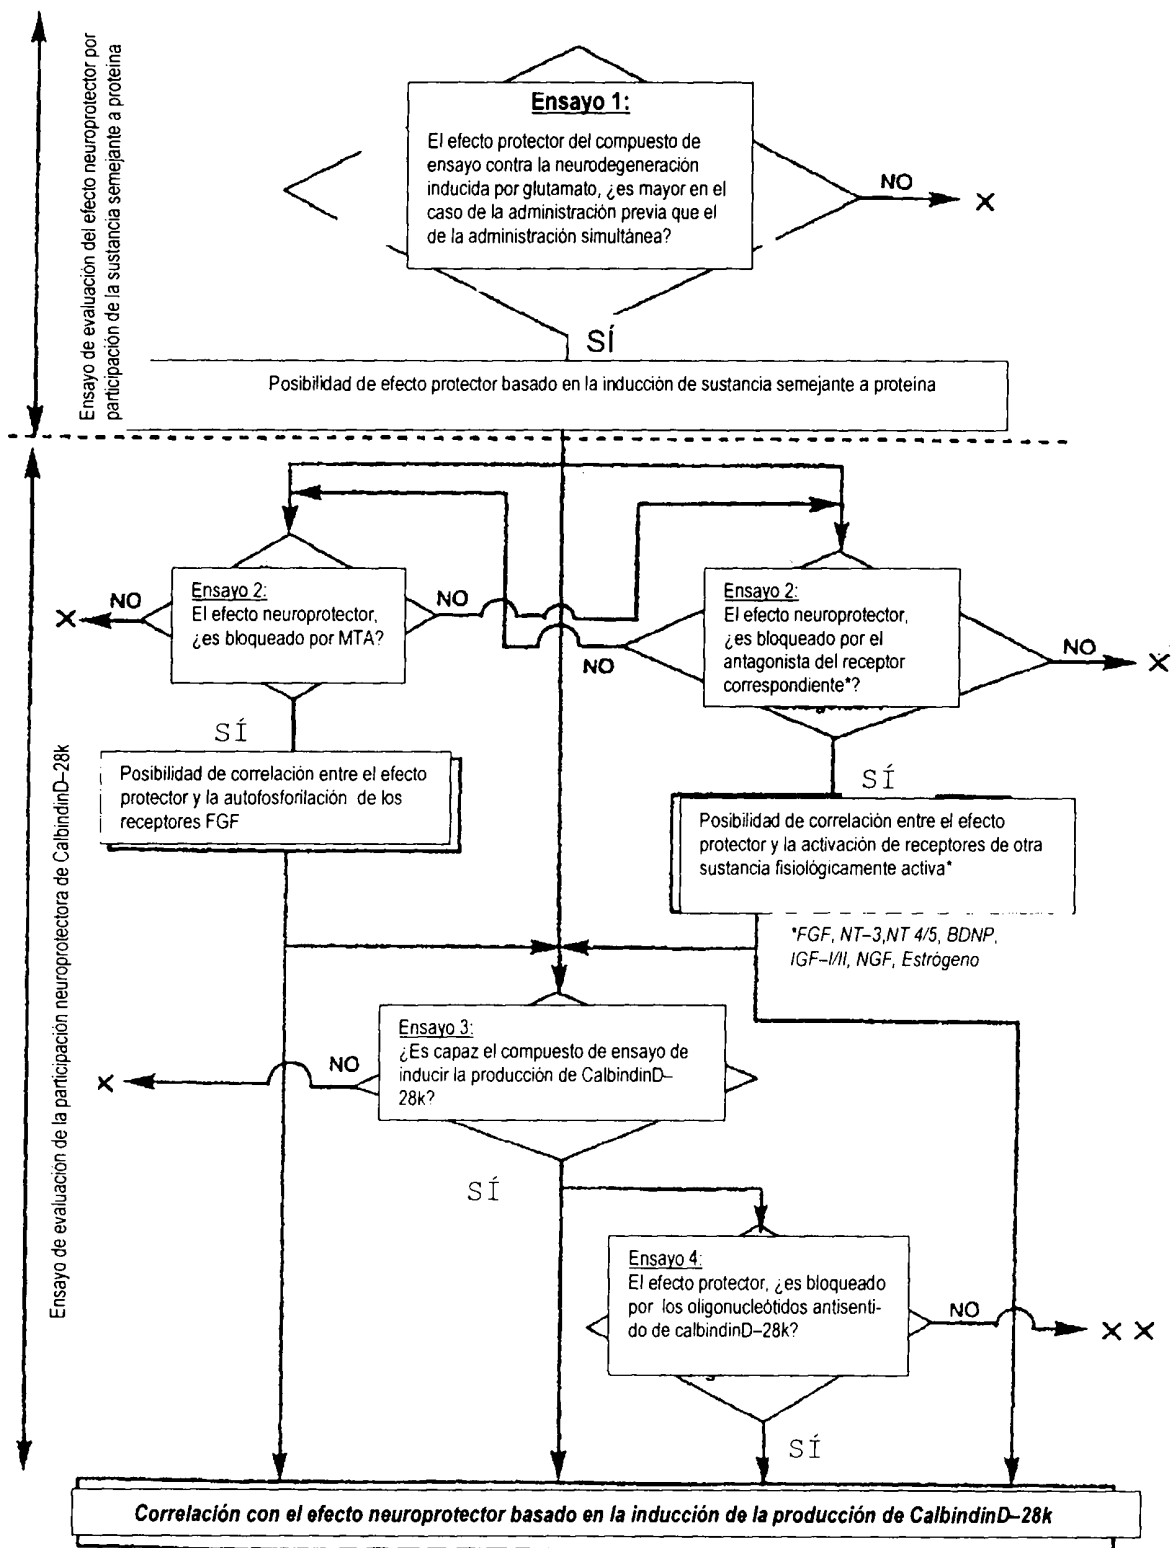 Ensayo de evaluación del efecto neuroprotector por
participación de la sustancia semejante a proteina
Ensayo 1:
El efecto protector del compuesto de
ensayo contra la neurodegeneración
inducida por glutamato, ¿es mayor en el
caso de la administración previa que el
de la administración simultánea?
NO
X
SÍ
Posibilidad de efecto protector basado en la inducción de sustancia semejante a proteína
Ensayo de evaluación de la participación neuroprotectora de CalbindinD–28k
X
NO
Ensayo 2:
El efecto neuroprotector,
¿es bloqueado por MTA?
NO
NO
Ensayo 2:
El efecto neuroprotector,
¿es bloqueado por el
antagonista del receptor
correspondiente*?
NO
X
SÍ
Posibilidad de correlación entre el efecto
protector y la autofosforilación de los
receptores FGF
SÍ
Posibilidad de correlación entre el efecto
protector y la activación de receptores de otra
sustancia fisiológicamente activa*
*FGF, NT–3,NT 4/5, BDNP,
IGF–I/II, NGF, Estrógeno
Ensayo 3:
¿Es capaz el compuesto de ensayo de
inducir la producción de CalbindinD–
28k?
NO
X
SÍ
Ensayo 4:
El efecto protector, ¿es bloqueado
por los oligonucleótidos antisenti-
do de calbindinD–28k?
NO
X X
SÍ
Correlación con el efecto neuroprotector basado en la inducción de la producción de CalbindinD–28k